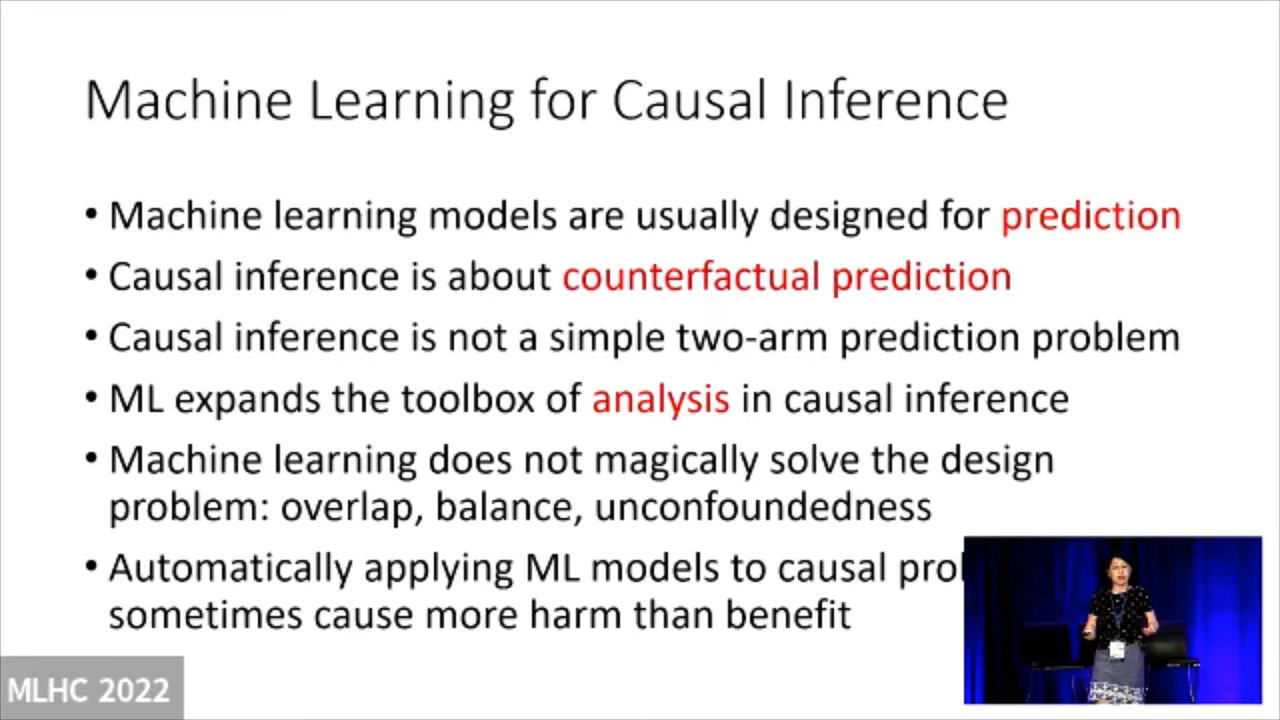 Machine Learning for Causal Inference
• Machine learning models are usually designed for prediction
• Causal inference is about counterfactual prediction
• Causal inference is not a simple two-arm prediction problem
• ML expands the toolbox of analysis in causal inference
• Machine learning does not magically solve the design
problem: overlap, balance, unconfoundedness
• Automatically applying ML models to causal
sometimes cause more harm than benefit
MLHC 2022